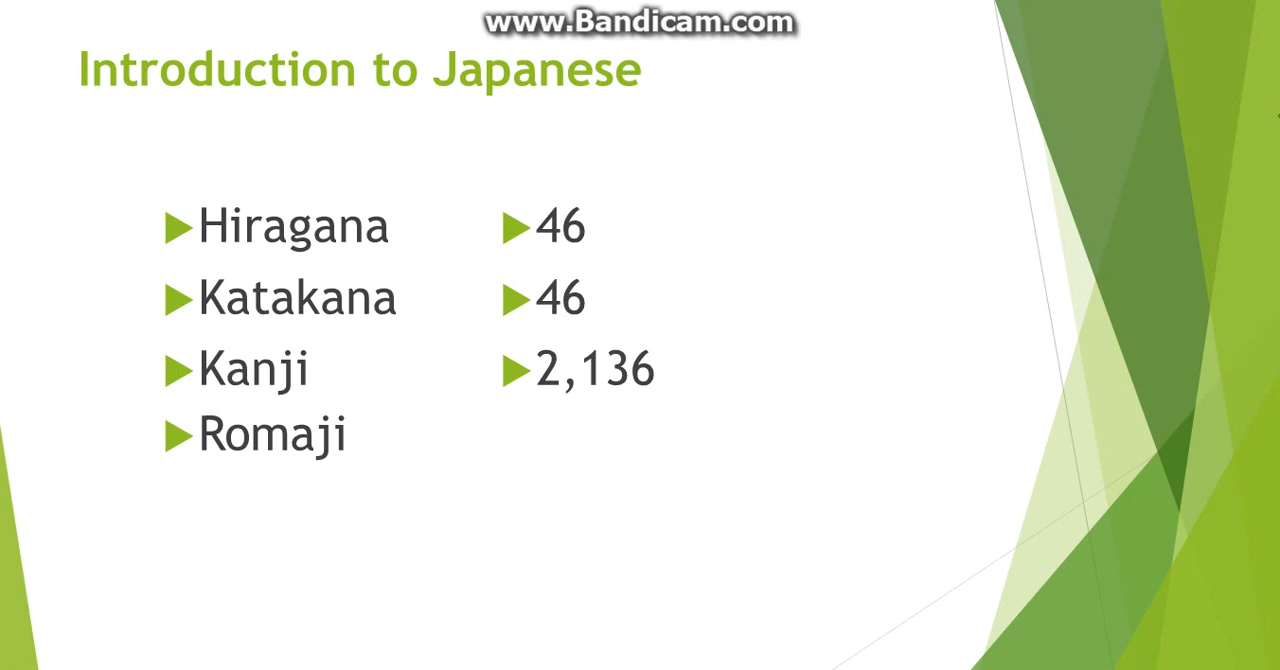 www.Bandicam.com
Introduction to Japanese
Hiragana 46
Katakana 46
Kanji 2,136
Romaji